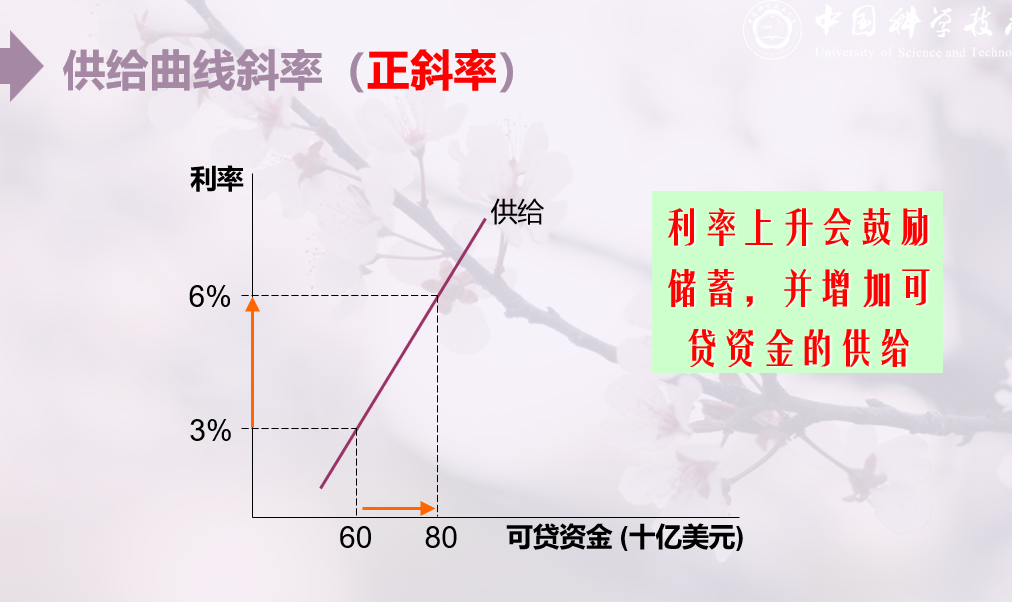 中国科学技
University of Science and Techno
供给曲线斜率（正斜率）
利率
供给
6%
3%
60
80
可贷资金 (十亿美元)
利率上升会鼓励
储蓄，并增加可
贷资金的供给